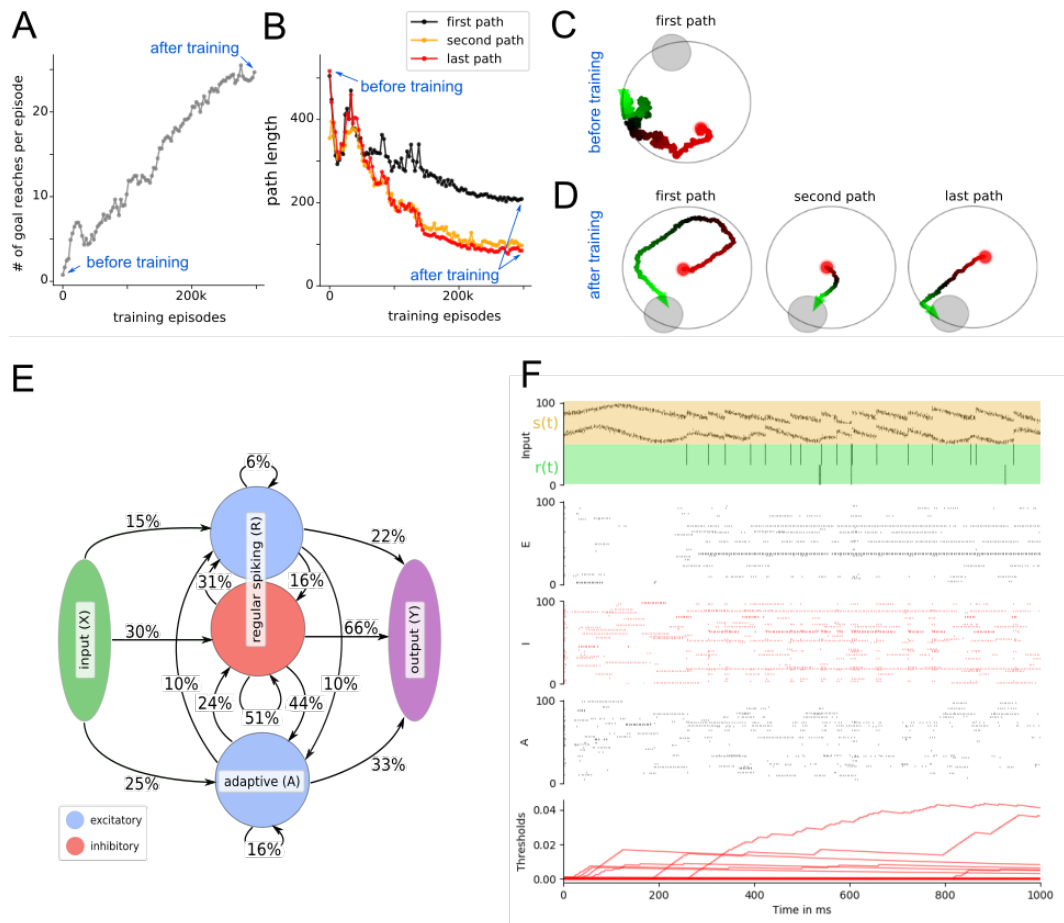 A
after training
# of goal reaches per episode
20
10
0
before training
0
200k
training episodes
B
first path
second path
last path
before training
path length
400
200
0
after training
0
200k
training episodes
C
first path
before training
D
first path
second path
last path
after training
E
6%
15%
22%
regular spiking (R)
31%
16%
input (X)
30%
66%
output (Y)
10%
24%
51%
44%
10%
25%
adaptive (A)
33%
16%
excitatory
inhibitory
F
100
s(t)
Input
r(t)
0
100
E
0
100
I
0
100
A
0
0.04
Thresholds
0.02
0.00
0
200
400
600
800
1000
Time in ms